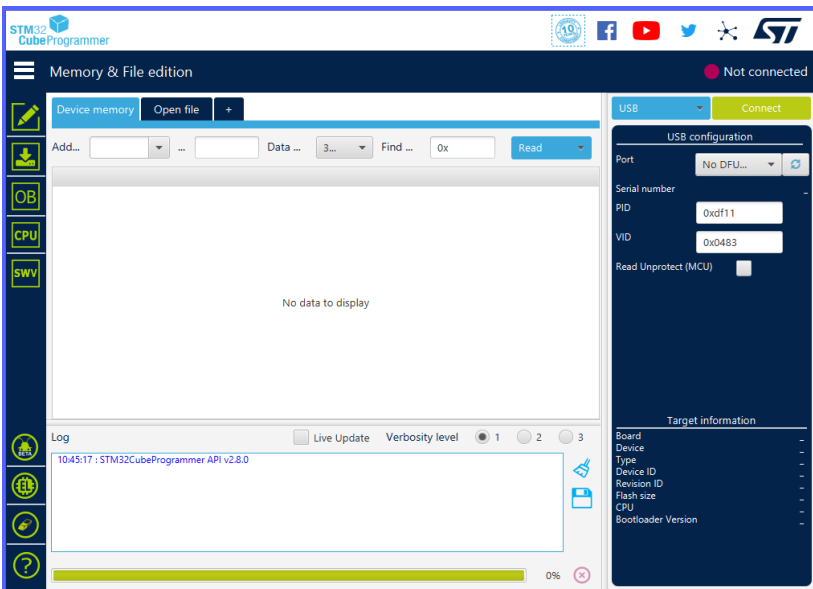 STM32
CubeProgrammer
10
Memory & File edition
Not connected
Device memory Open file +
USB Connect
Add... ... Data ... 3... Find ... 0x Read
USB configuration
Port No DFU...
Serial number _
PID 0xdf11
VID 0x0483
Read Unprotect (MCU)
OB
CPU
SWV
No data to display
Target information
Board _
Device _
Type _
Device ID _
Revision ID _
Flash size _
CPU _
Bootloader Version _
Log Live Update Verbosity level 1 2 3
10:45:17 : STM32CubeProgrammer API v2.8.0
BETA
0%